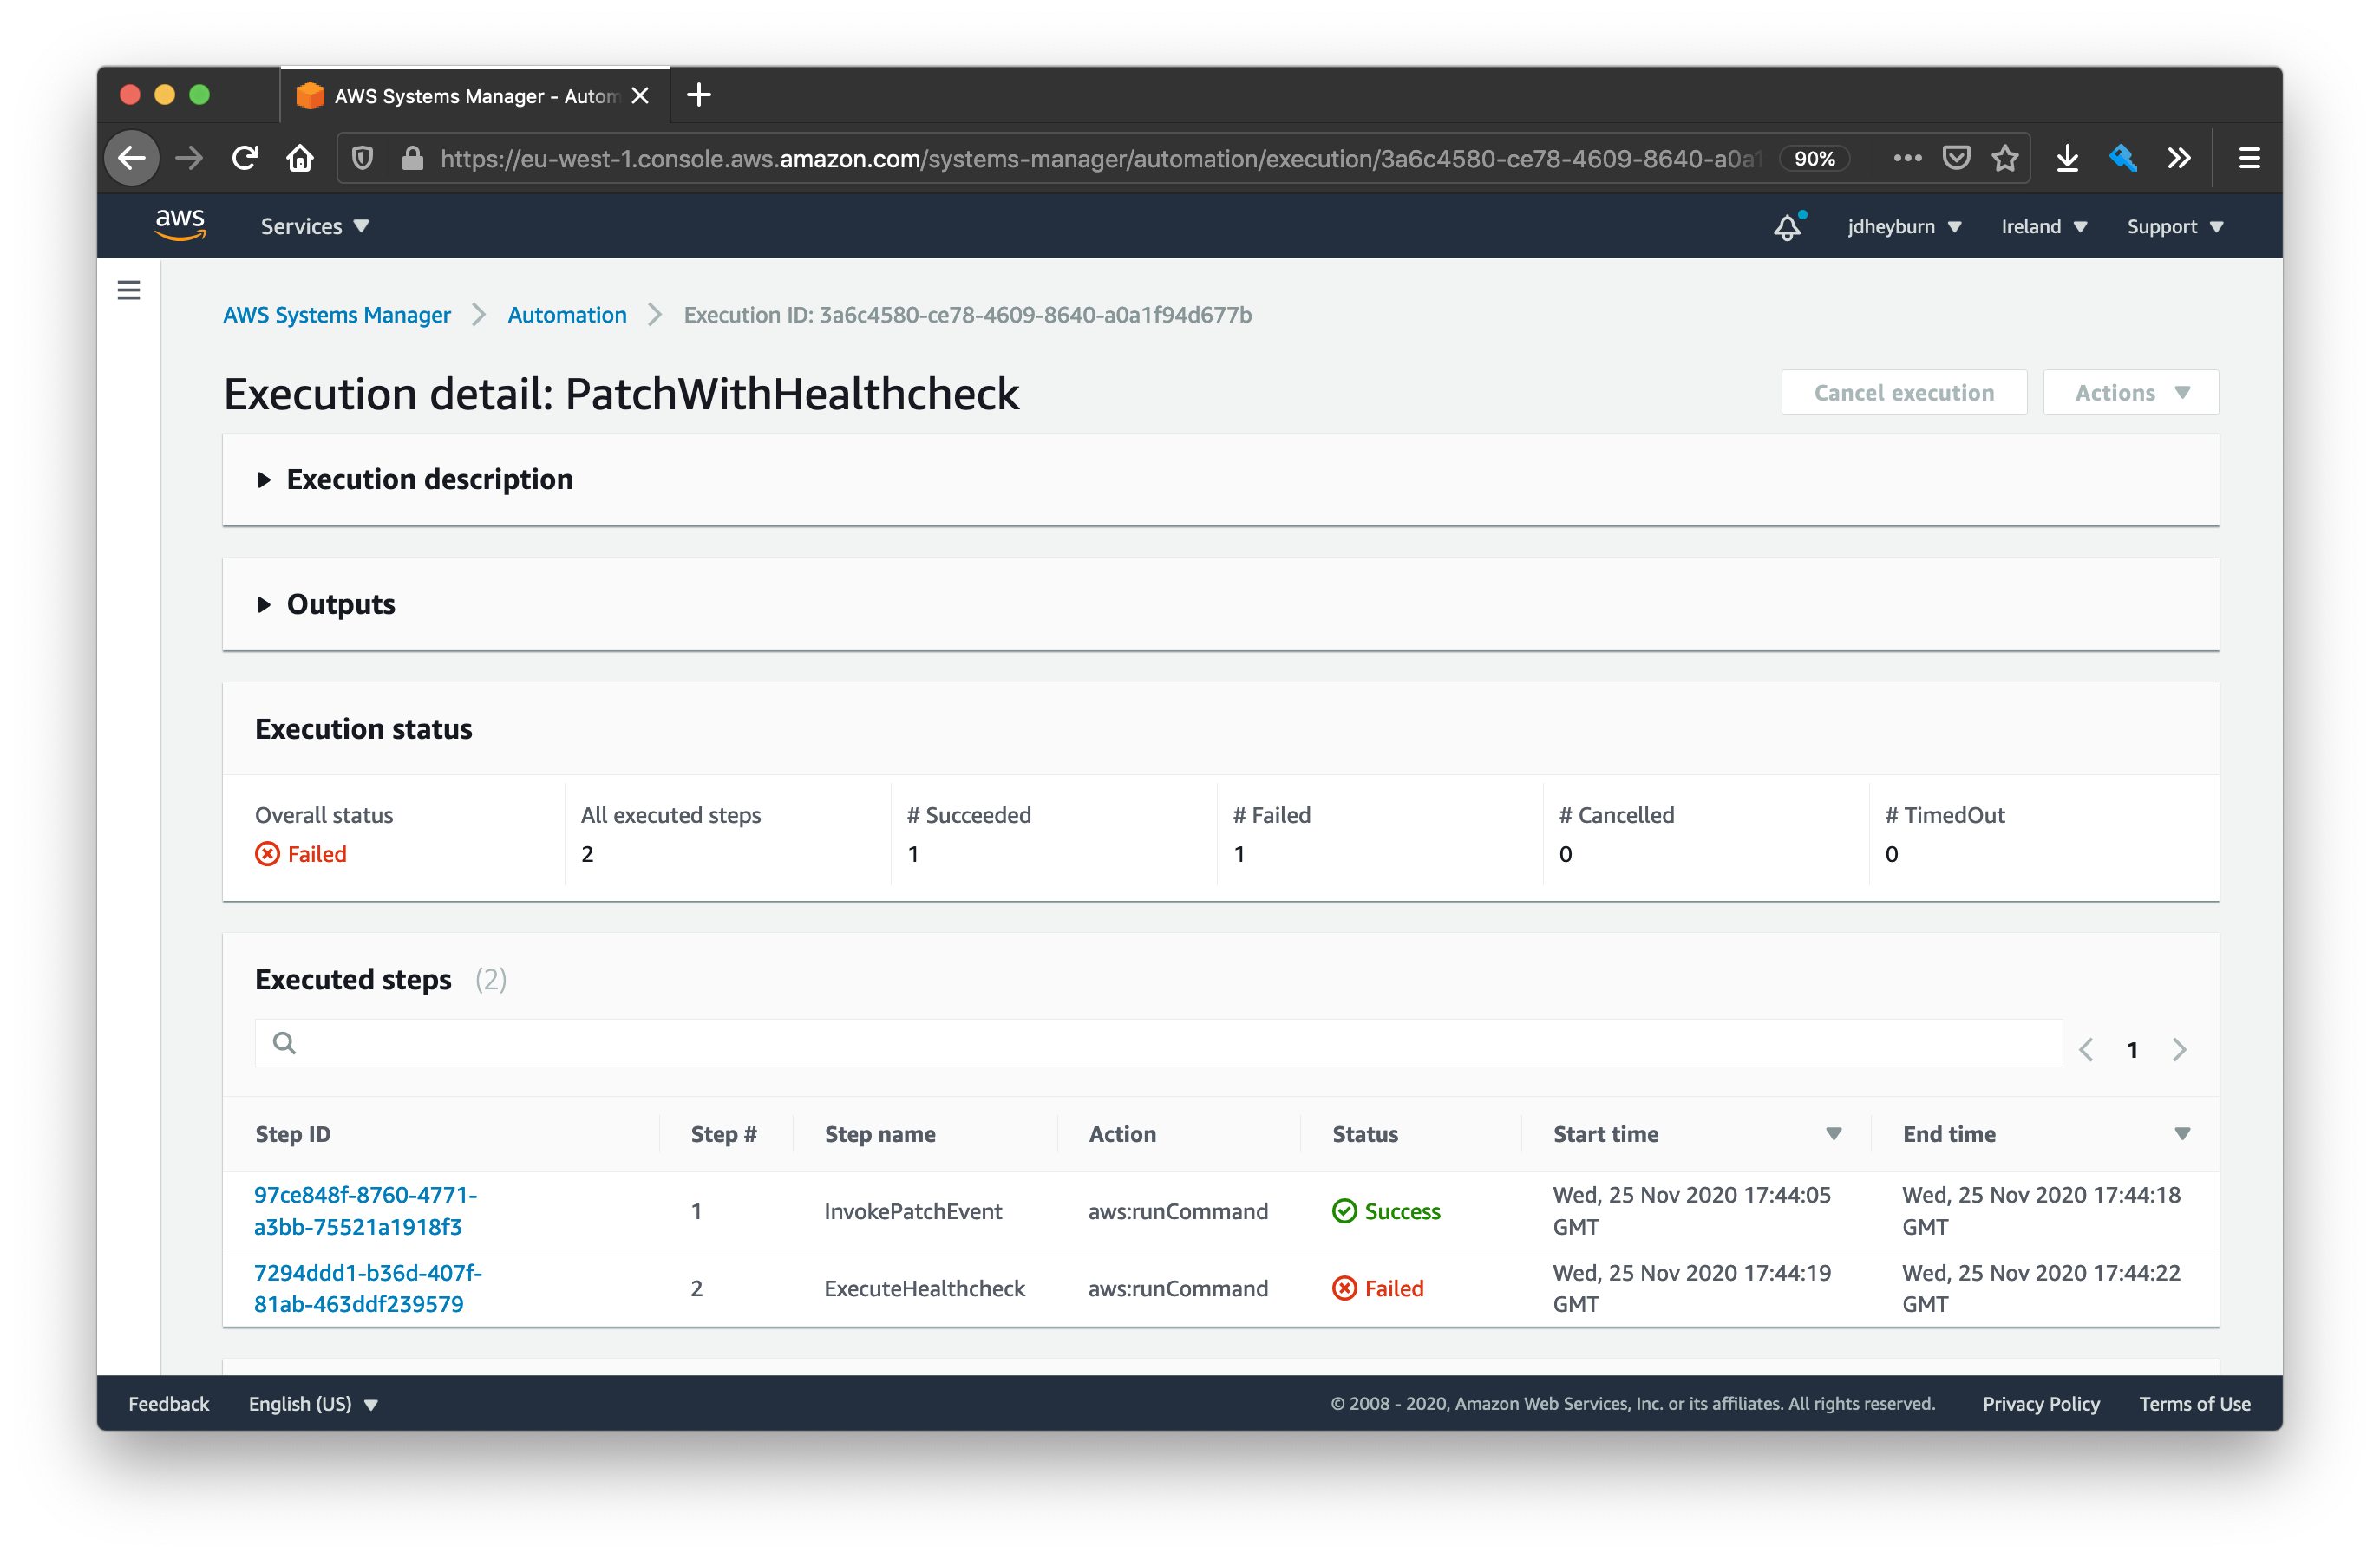 AWS Systems Manager - Autom
https://eu-west-1.console.aws.amazon.com/systems-manager/automation/execution/3a6c4580-ce78-4609-8640-a0a1
90%
aws
Services
jdheyburn
Ireland
Support
AWS Systems Manager
Automation
Execution ID: 3a6c4580-ce78-4609-8640-a0a1f94d677b
Execution detail: PatchWithHealthcheck
Cancel execution
Actions
Execution description
Outputs
Execution status
Overall status
All executed steps
# Succeeded
# Failed
# Cancelled
# TimedOut
Failed
2
1
1
0
0
Executed steps (2)
1
Step ID
Step #
Step name
Action
Status
Start time
End time
97ce848f-8760-4771-
a3bb-75521a1918f3
1
InvokePatchEvent
aws:runCommand
Success
Wed, 25 Nov 2020 17:44:05
GMT
Wed, 25 Nov 2020 17:44:18
GMT
7294ddd1-b36d-407f-
81ab-463ddf239579
2
ExecuteHealthcheck
aws:runCommand
Failed
Wed, 25 Nov 2020 17:44:19
GMT
Wed, 25 Nov 2020 17:44:22
GMT
Feedback
English (US)
© 2008 - 2020, Amazon Web Services, Inc. or its affiliates. All rights reserved.
Privacy Policy
Terms of Use